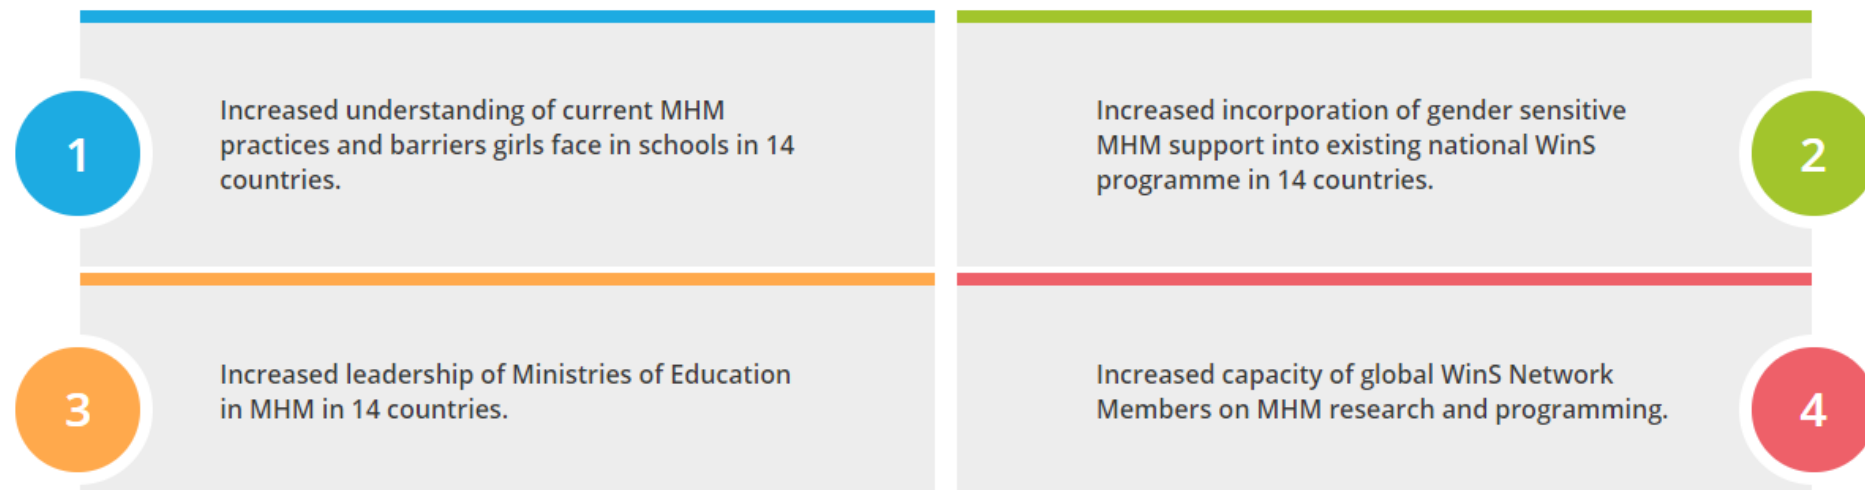 1
Increased understanding of current MHM
practices and barriers girls face in schools in 14
countries.
2
Increased incorporation of gender sensitive
MHM support into existing national WinS
programme in 14 countries.
3
Increased leadership of Ministries of Education
in MHM in 14 countries.
4
Increased capacity of global WinS Network
Members on MHM research and programming.